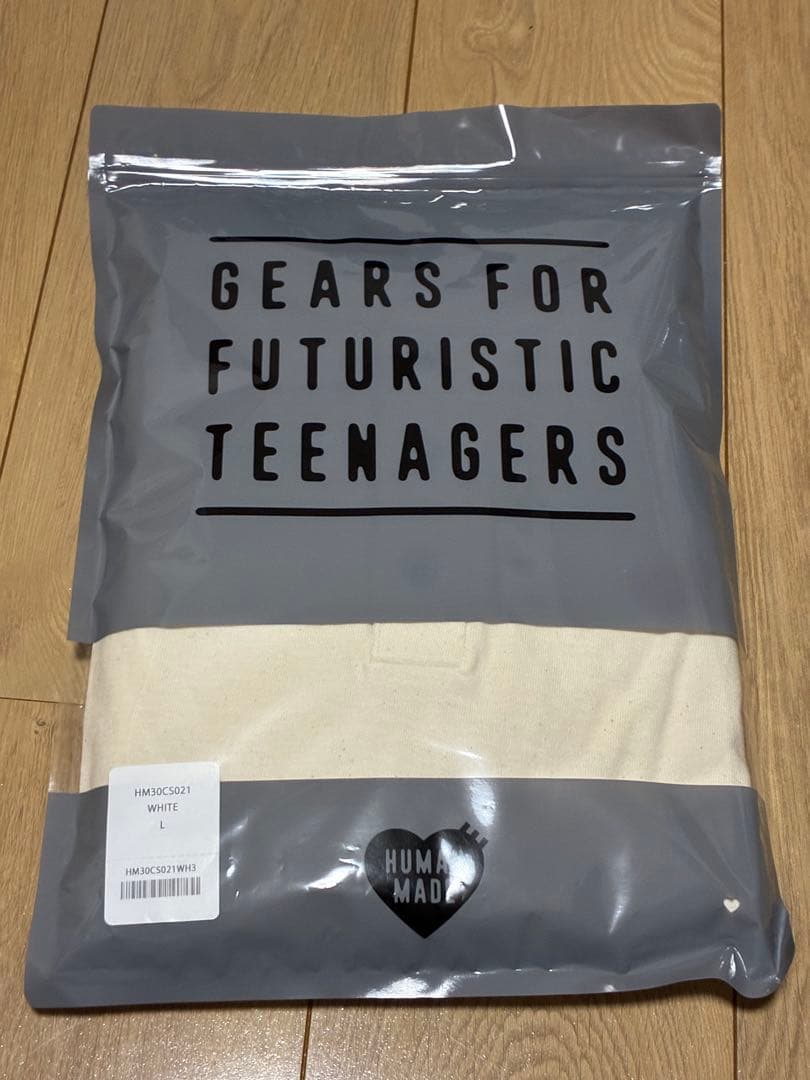 GEARS FOR
FUTURISTIC
TEENAGERS
HM30CS021
WHITE
L
HM30CS021WH3
HUMAN
MADE